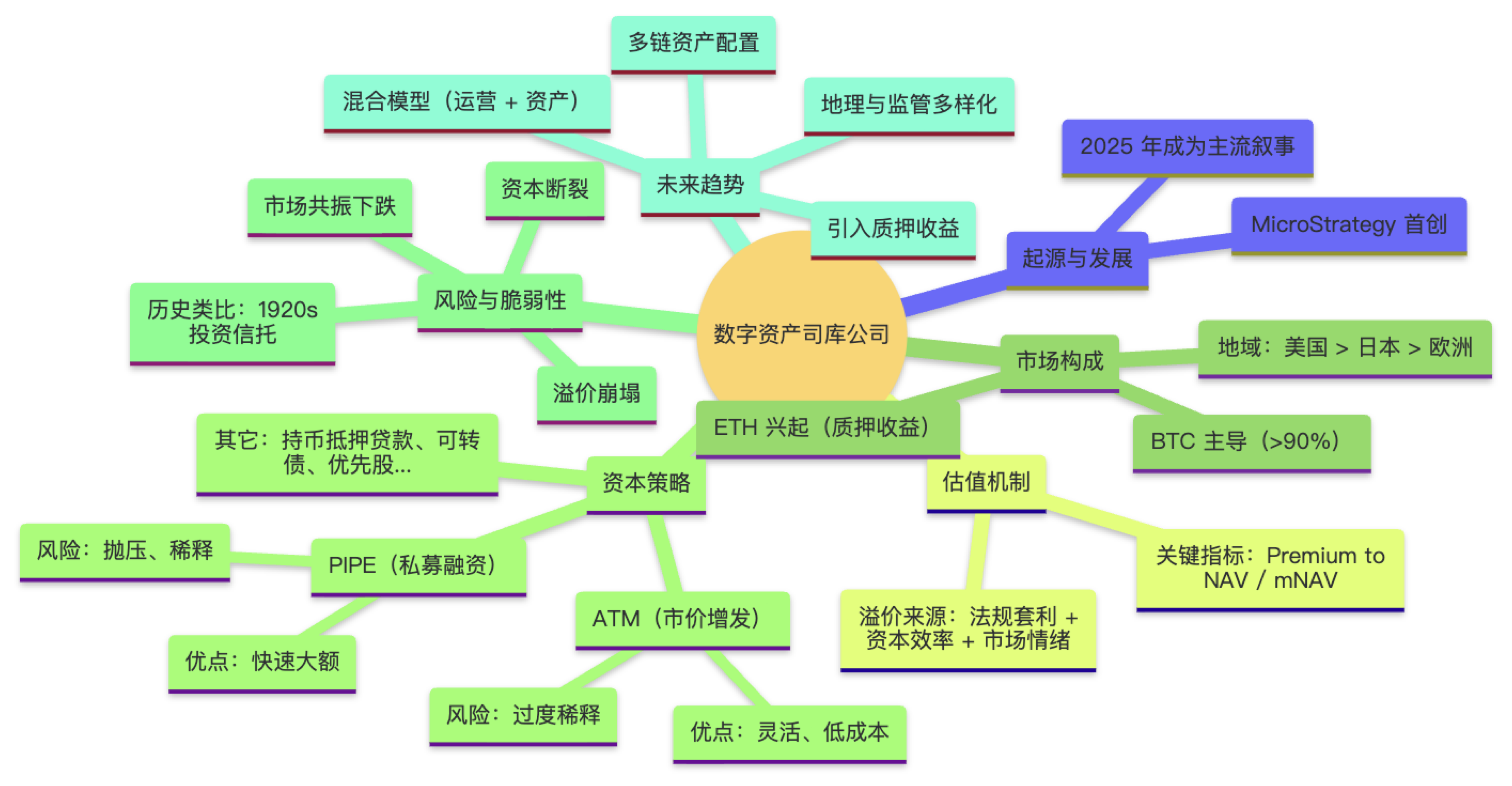 多链资产配置
混合模型（运营 + 资产）
地理与监管多样化
未来趋势
引入质押收益
2025 年成为主流叙事
MicroStrategy 首创
起源与发展
资本断裂
市场共振下跌
风险与脆弱性
历史类比：1920s
投资信托
溢价崩塌
数字资产司库公司
市场构成
地域：美国 > 日本 > 欧洲
BTC 主导（>90%）
ETH 兴起（质押收益）
估值机制
关键指标：Premium to
NAV / mNAV
溢价来源：法规套利 +
资本效率 + 市场情绪
其它：持币抵押贷款、可转
债、优先股...
资本策略
PIPE（私募融资）
风险：抛压、稀释
优点：快速大额
ATM（市价增发）
风险：过度稀释
优点：灵活、低成本